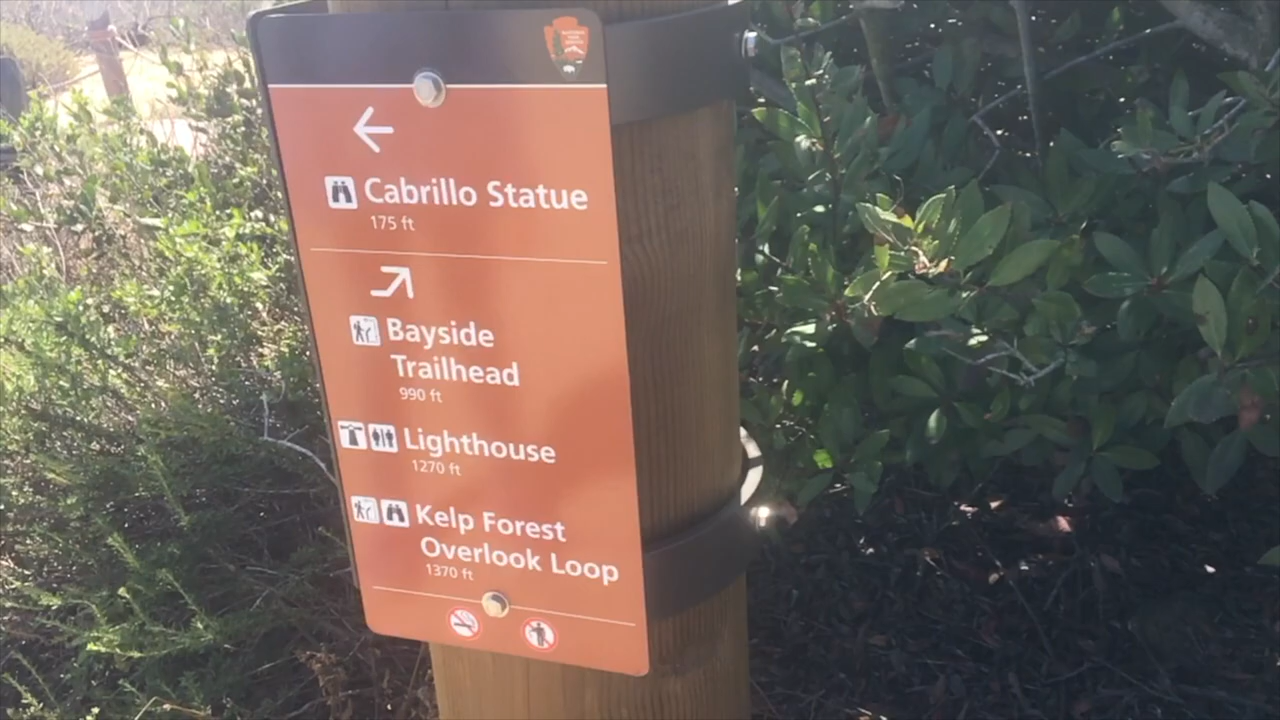 Cabrillo Statue
175 ft
Bayside
Trailhead
990 ft
Lighthouse
1270 ft
Kelp Forest
Overlook Loop
1370 ft